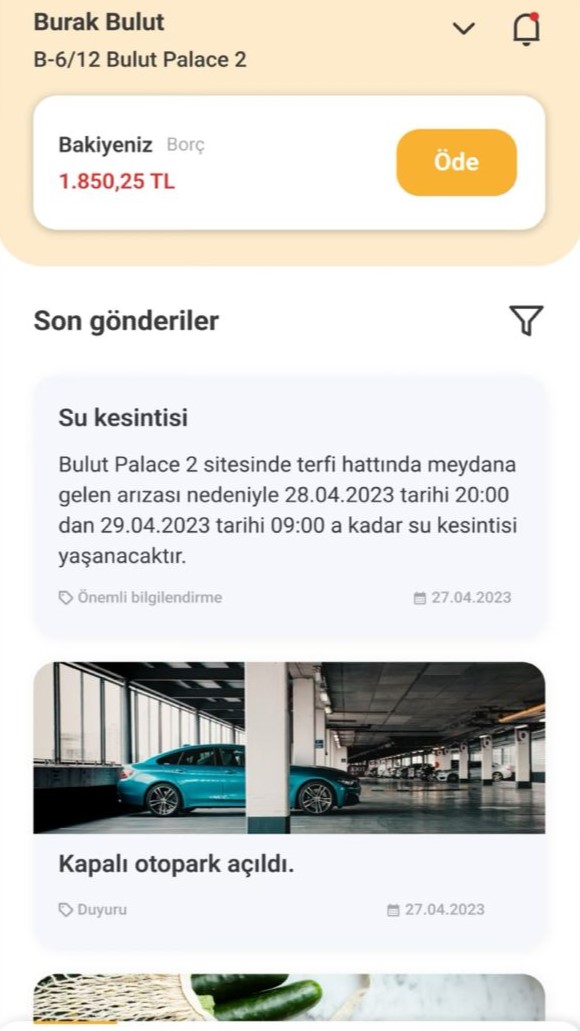 Burak Bulut
B-6/12 Bulut Palace 2
Bakiyeniz Borç
1.850,25 TL
Öde
Son gönderiler
Su kesintisi
Bulut Palace 2 sitesinde terfi hattında meydana
gelen arızası nedeniyle 28.04.2023 tarihi 20:00
dan 29.04.2023 tarihi 09:00 a kadar su kesintisi
yaşanacaktır.
Önemli bilgilendirme 27.04.2023
Kapalı otopark açıldı.
Duyuru 27.04.2023